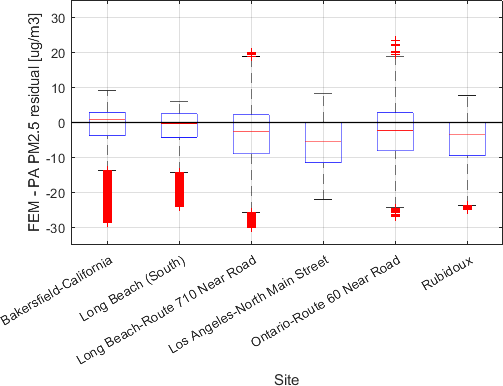 FEM - PA PM2.5 residual [ug/m3]
30
20
10
0
-10
-20
-30
Bakersfield-California
Long Beach (South)
Long Beach-Route 710 Near Road
Los Angeles-North Main Street
Ontario-Route 60 Near Road
Rubidoux
Site